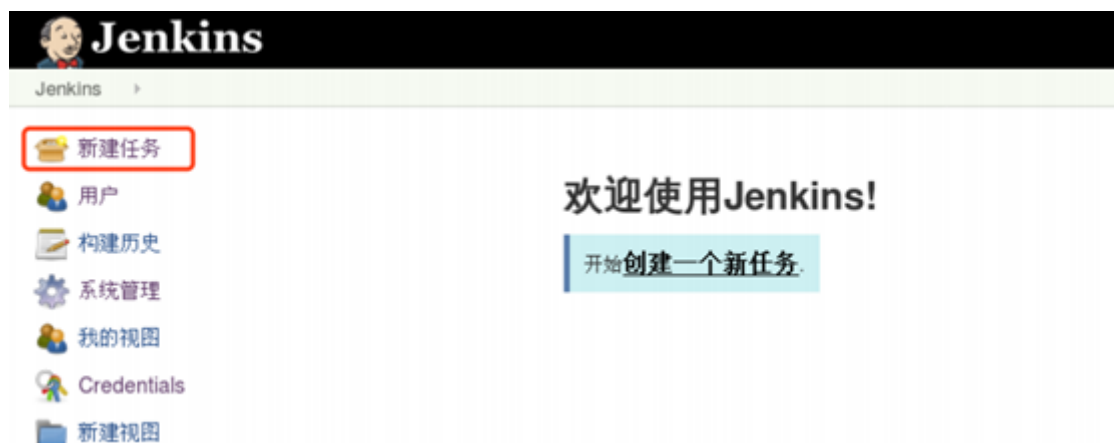 Jenkins
Jenkins
新建任务
用户
构建历史
系统管理
我的视图
Credentials
新建视图
欢迎使用Jenkins!
开始创建一个新任务.